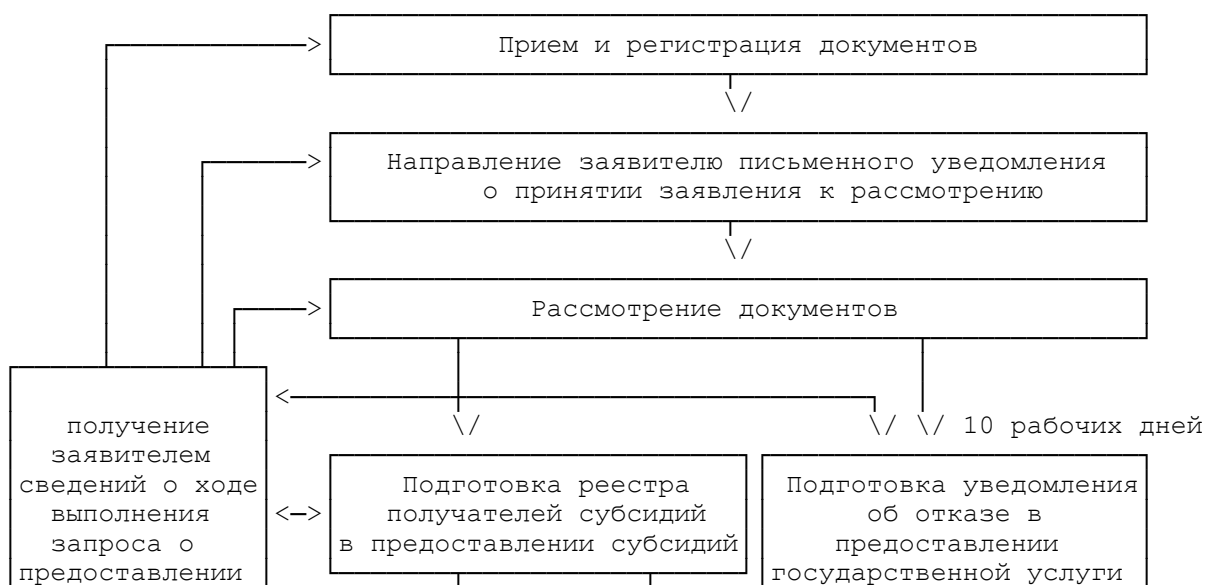 Прием и регистрация документов
Направление заявителю письменного уведомления
о принятии заявления к рассмотрению
Рассмотрение документов
10 рабочих дней
получение
заявителем
сведений о ходе
выполнения
запроса о
предоставлении
Подготовка реестра
получателей субсидий
в предоставлении субсидий
Подготовка уведомления
об отказе в
предоставлении
государственной услуги